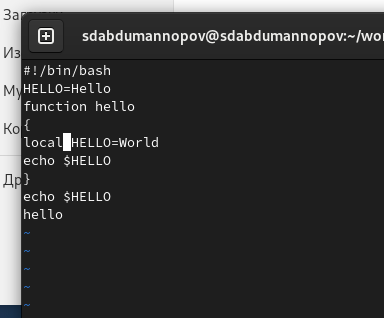 sdabdumannopov@sdabdumannopov:~/wor
#!/bin/bash
HELLO=Hello
function hello
{
local HELLO=World
echo $HELLO
}
echo $HELLO
hello
~
~
~
~
~
Из
Му
Ко
Др